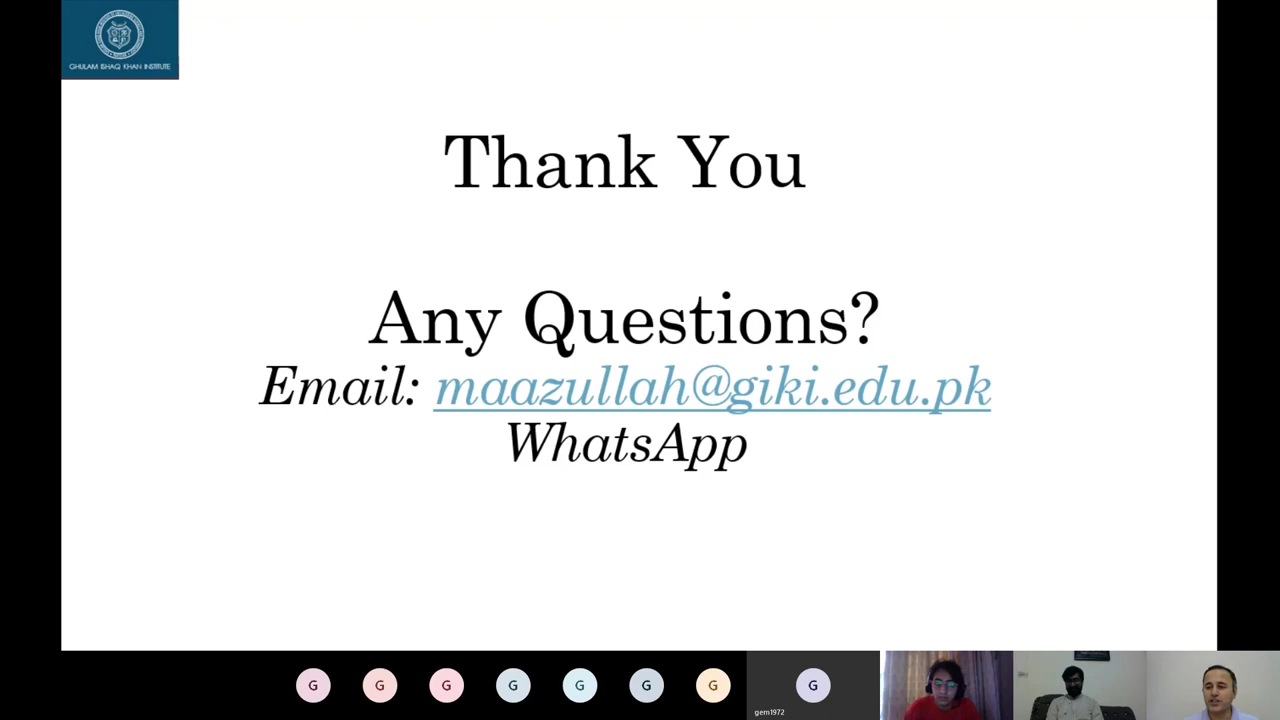 GHULAM ISHAQ KHAN INSTITUTE
Thank You
Any Questions?
Email: maazullah@giki.edu.pk
WhatsApp
G G G G G G G G
gem1972